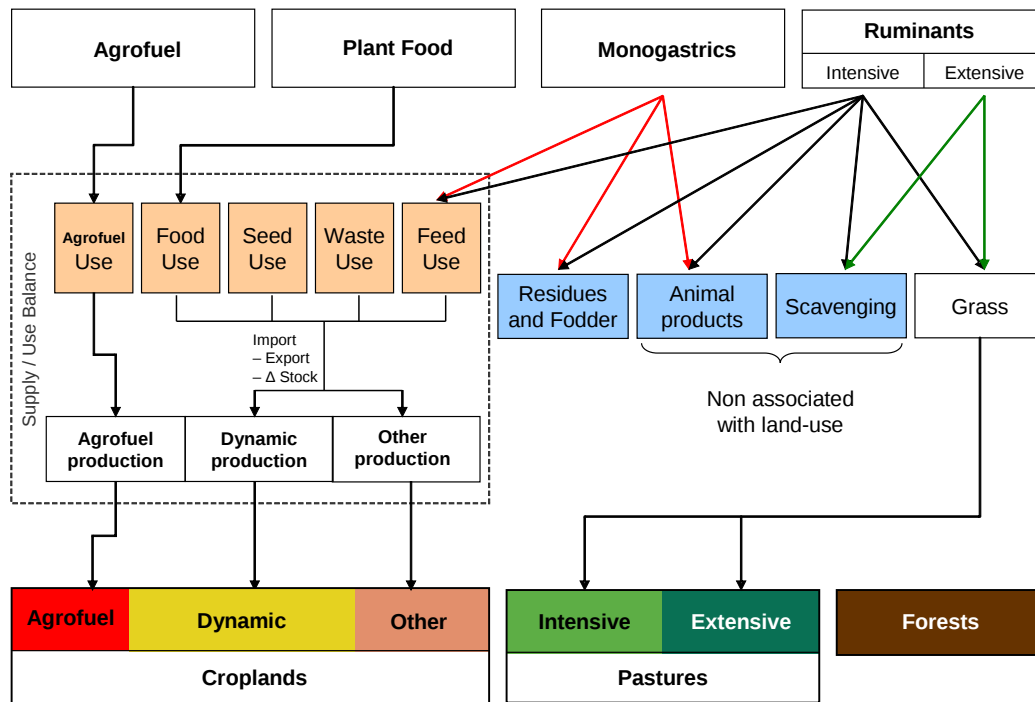 Agrofuel
Plant Food
Monogastrics
Ruminants
Intensive
Extensive
Supply / Use Balance
Agrofuel
Use
Food
Use
Seed
Use
Waste
Use
Feed
Use
Residues
and Fodder
Animal
products
Scavenging
Grass
Import
– Export
– Δ Stock
Non associated
with land-use
Agrofuel
production
Dynamic
production
Other
production
Agrofuel
Dynamic
Other
Croplands
Intensive
Extensive
Pastures
Forests